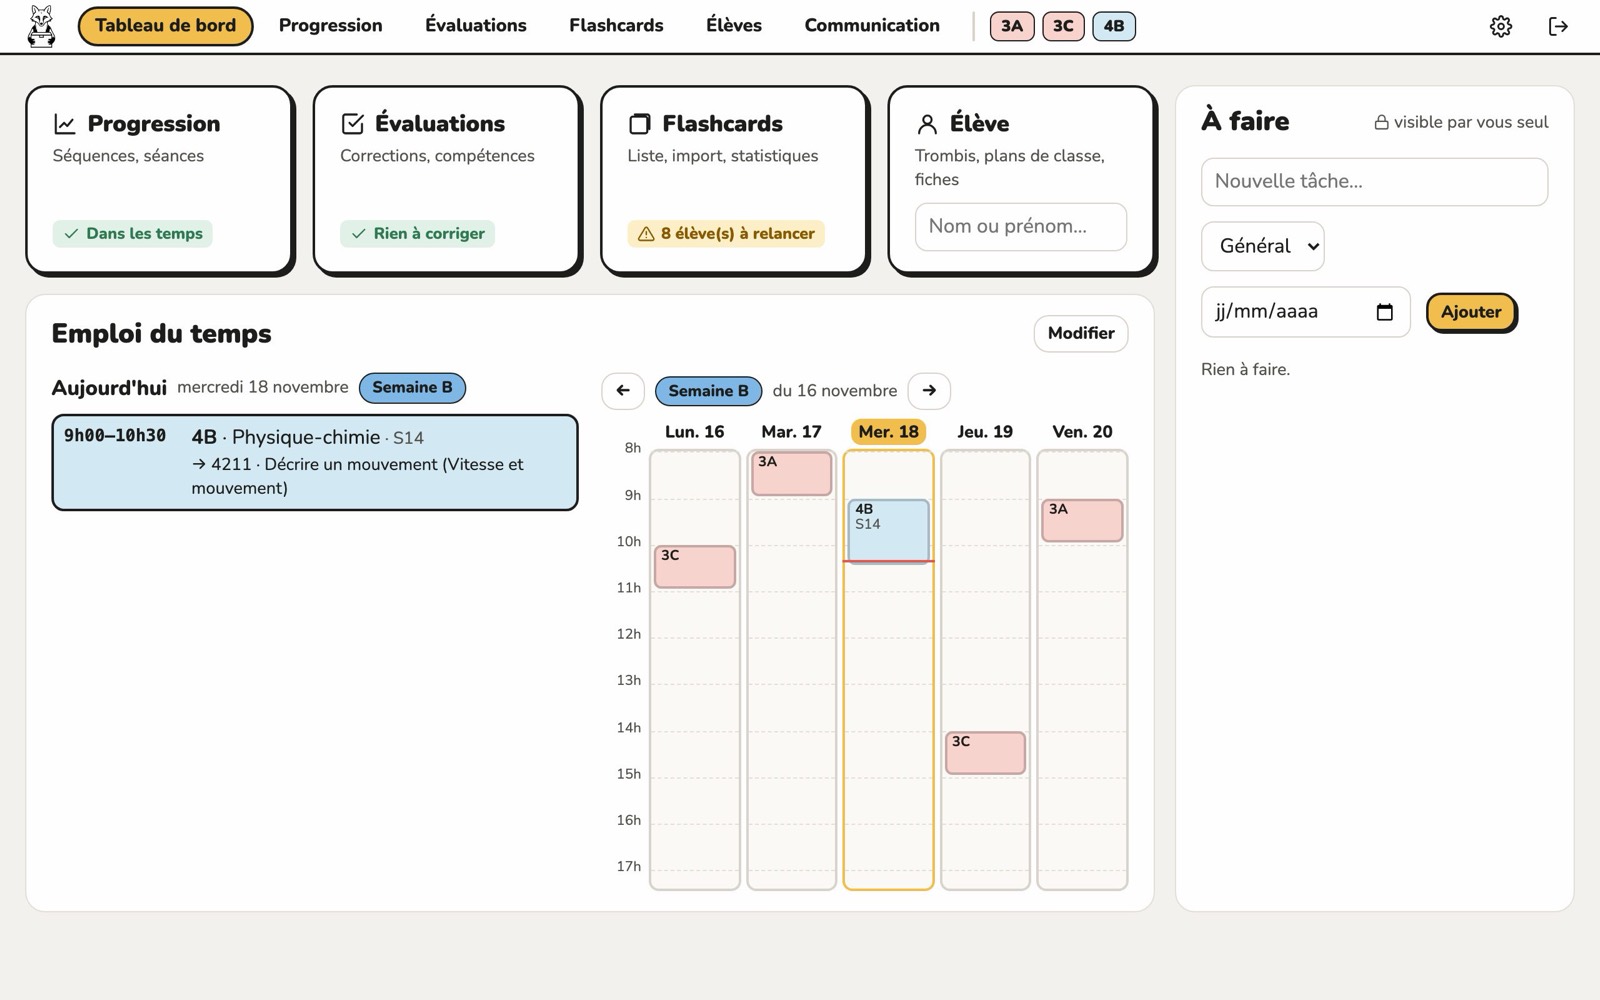 Tableau de bord
Progression
Évaluations
Flashcards
Élèves
Communication
3A
3C
4B
Progression
Séquences, séances
Dans les temps
Évaluations
Corrections, compétences
Rien à corriger
Flashcards
Liste, import, statistiques
8 élève(s) à relancer
Élève
Trombis, plans de classe,
fiches
Nom ou prénom...
À faire
visible par vous seul
Nouvelle tâche...
Général
jj/mm/aaaa
Ajouter
Rien à faire.
Emploi du temps
Modifier
Aujourd'hui mercredi 18 novembre Semaine B
9h00–10h30
4B · Physique-chimie · S14
→ 4211 · Décrire un mouvement (Vitesse et
mouvement)
← Semaine B du 16 novembre →
Lun. 16
Mar. 17
Mer. 18
Jeu. 19
Ven. 20
8h
3A
9h
4B
S14
3A
10h
3C
11h
12h
13h
14h
3C
15h
16h
17h